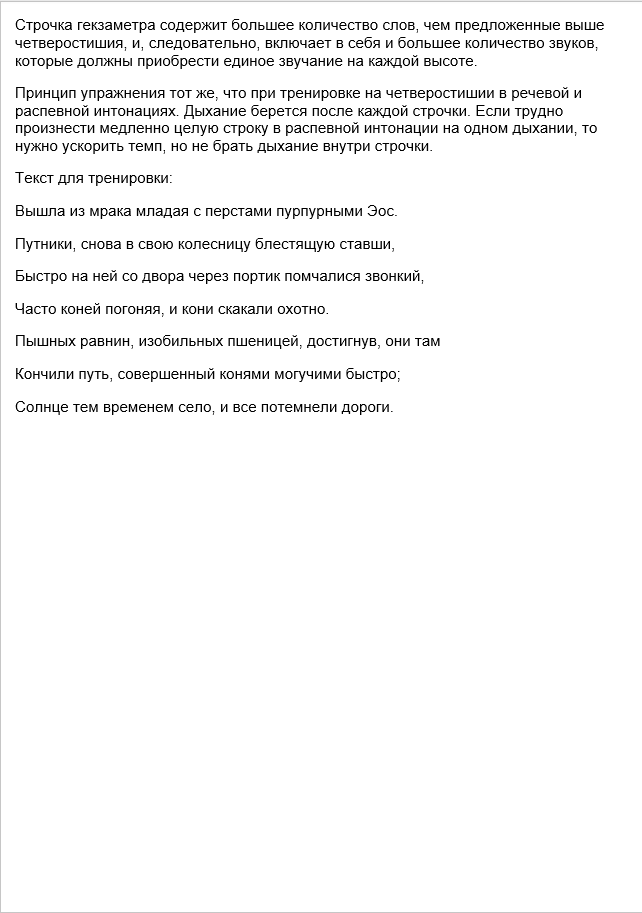 Строчка гекзаметра содержит большее количество слов, чем предложенные выше
четверостишия, и, следовательно, включает в себя и большее количество звуков,
которые должны приобрести единое звучание на каждой высоте.
Принцип упражнения тот же, что при тренировке на четверостишии в речевой и
распевной интонациях. Дыхание берется после каждой строчки. Если трудно
произнести медленно целую строку в распевной интонации на одном дыхании, то
нужно ускорить темп, но не брать дыхание внутри строчки.
Текст для тренировки:
Вышла из мрака младая с перстами пурпурными Эос.
Путники, снова в свою колесницу блестящую ставши,
Быстро на ней со двора через портик помчалися звонкий,
Часто коней погоняя, и кони скакали охотно.
Пышных равнин, изобильных пшеницей, достигнув, они там
Кончили путь, совершенный конями могучими быстро;
Солнце тем временем село, и все потемнели дороги.